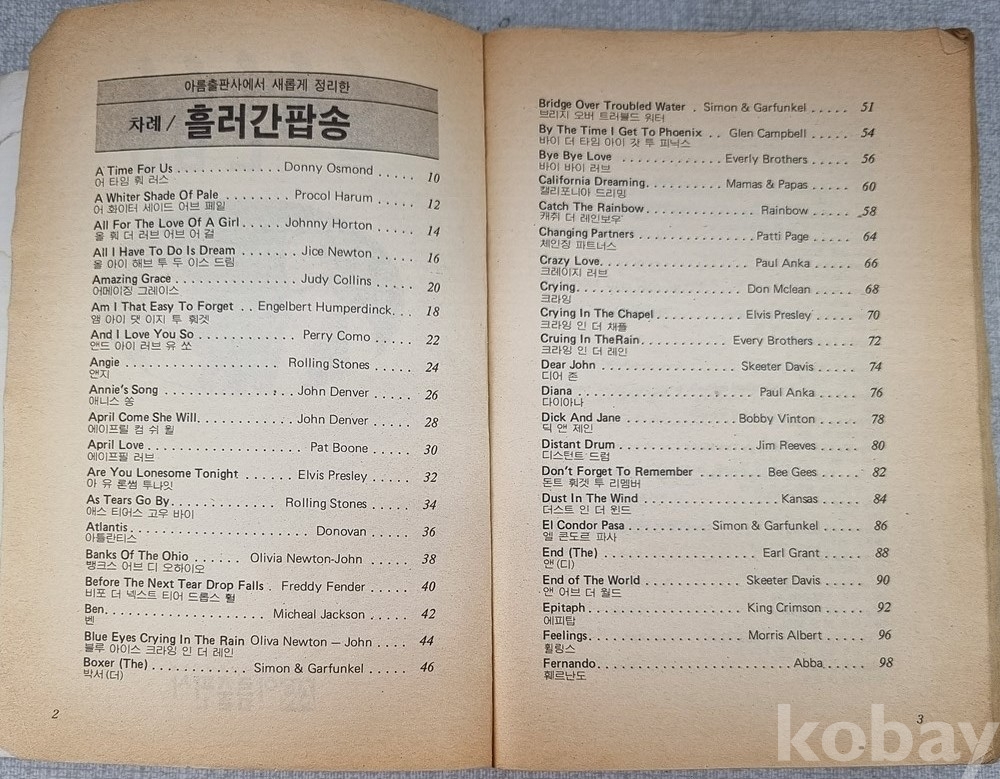 아름출판사에서 새롭게 정리한
차례 / 흘러간팝송
A Time For Us ............ Donny Osmond ..... 10
어 타임 훠 러스
A Whiter Shade Of Pale ........ Procol Harum ..... 12
어 화이터 세이드 어브 페일
All For The Love Of A Girl ..... Johnny Horton ..... 14
올 훠 더 러브 어브 어 걸
All I Have To Do Is Dream ....... Jice Newton ..... 16
올 아이 해브 투 두 이스 드림
Amazing Grace ............... Judy Collins ..... 20
어메이징 그레이스
Am I That Easy To Forget .. Engelbert Humperdinck.... 18
앰 아이 댓 이지 투 훠겟
And I Love You So ............ Perry Como ..... 22
앤드 아이 러브 유 쏘
Angie .................... Rolling Stones ..... 24
앤지
Annie's Song ............... John Denver ..... 26
애니스 쏭
April Come She Will........... John Denver ..... 28
에이프릴 컴 쉬 윌
April Love .................. Pat Boone ..... 30
에이프필 러브
Are You Lonesome Tonight ...... Elvis Presley ..... 32
아 유 론썸 투나잇
As Tears Go By............. Rolling Stones ..... 34
애스 티어스 고우 바이
Atlantis ..................... Donovan ..... 36
아틀란티스
Banks Of The Ohio ...... Olivia Newton-John ..... 38
뱅크스 어브 디 오하이오
Before The Next Tear Drop Falls . Freddy Fender ..... 40
비포 더 넥스트 티어 드롭스 훨
Ben...................... Micheal Jackson ..... 42
벤
Blue Eyes Crying In The Rain Oliva Newton – John .... 44
블루 아이스 크라잉 인 더 레인
Boxer (The) ............ Simon & Garfunkel ..... 46
박서(더)
2
Bridge Over Troubled Water . Simon & Garfunkel ..... 51
브리지 오버 트러블드 워터
By The Time I Get To Phoenix .. Glen Campbell ..... 54
바이 더 타임 아이 갓 투 피닉스
Bye Bye Love ............. Everly Brothers ..... 56
바이 바이 러브
California Dreaming.......... Mamas & Papas ..... 60
캘리포니아 드리밍
Catch The Rainbow.............. Rainbow ..... 58
캐취 더 레인보우
Changing Partners ............. Patti Page ..... 64
체인징 파트너스
Crazy Love.................. Paul Anka ..... 66
크레이지 러브
Crying.................... Don Mclean ..... 68
크라잉
Crying In The Chapel .......... Elvis Presley ..... 70
크라잉 인 더 채플
Cruing In TheRain .......... Every Brothers ..... 72
크라잉 인 더 레인
Dear John ................ Skeeter Davis ..... 74
디어 존
Diana ..................... Paul Anka ..... 76
다이아나
Dick And Jane ............. Bobby Vinton ..... 78
딕 앤 제인
Distant Drum................ Jim Reeves ..... 80
디스턴트 드럼
Don't Forget To Remember ........ Bee Gees ..... 82
돈트 훠겟 투 리멤버
Dust In The Wind ............... Kansas ..... 84
더스트 인 더 윈드
El Condor Pasa ......... Simon & Garfunkel ..... 86
엘 콘도르 파사
End (The) .................. Earl Grant ..... 88
앤(디)
End of The World ........... Skeeter Davis ..... 90
앤 어브 더 월드
Epitaph ................. King Crimson ..... 92
에피탑
Feelings.................. Morris Albert ..... 96
휠링스
Fernando....................... Abba..... 98
훼르난도
3
kobay